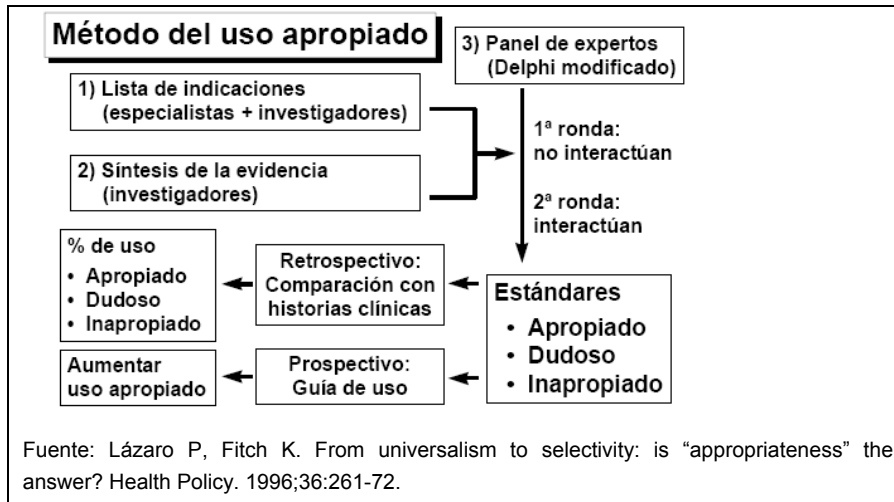 Método del uso apropiado
3) Panel de expertos
(Delphi modificado)
1) Lista de indicaciones
(especialistas + investigadores)
1ª ronda:
no interactúan
2) Síntesis de la evidencia
(investigadores)
2ª ronda:
interactúan
% de uso
• Apropiado
• Dudoso
• Inapropiado
Retrospectivo:
Comparación con
historias clínicas
Estándares
• Apropiado
• Dudoso
• Inapropiado
Aumentar
uso apropiado
Prospectivo:
Guía de uso
Fuente: Lázaro P, Fitch K. From universalism to selectivity: is “appropriateness” the
answer? Health Policy. 1996;36:261-72.